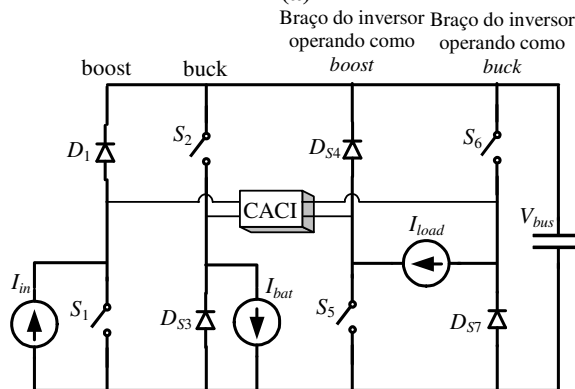 Braço do inversor
operando como
boost
Braço do inversor
operando como
buck
boost
buck
D1
S2
DS4
S6
CACI
Iload
Vbus
Iin
S1
DS3
Ibat
S5
DS7